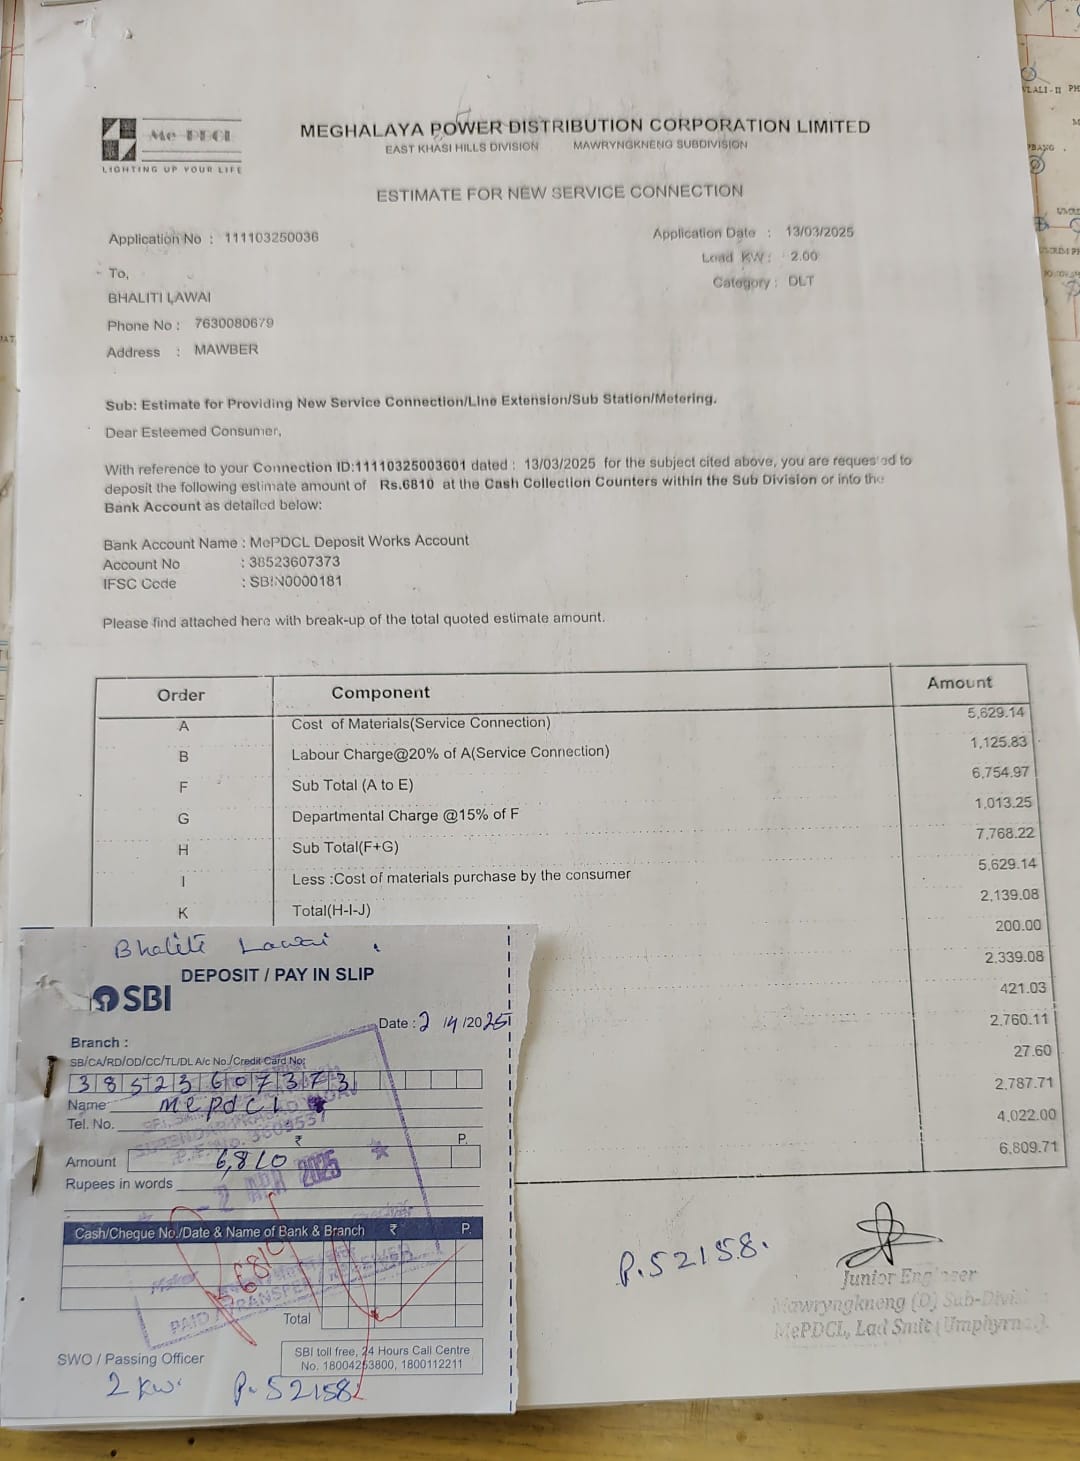 Me PDCL
LIGHTING UP YOUR LIFE
MEGHALAYA POWER DISTRIBUTION CORPORATION LIMITED
EAST KHASI HILLS DIVISION MAWRYNGKNENG SUBDIVISION
ESTIMATE FOR NEW SERVICE CONNECTION
Application No : 111103250036
Application Date : 13/03/2025
Load KW : 2.00
Category : DLT
To,
BHALITI LAWAI
Phone No : 7630080679
Address : MAWBER
Sub: Estimate for Providing New Service Connection/Line Extension/Sub Station/Metering.
Dear Esteemed Consumer,
With reference to your Connection ID:11110325003601 dated : 13/03/2025 for the subject cited above, you are requested to
deposit the following estimate amount of Rs.6810 at the Cash Collection Counters within the Sub Division or into the
Bank Account as detailed below:
Bank Account Name : MePDCL Deposit Works Account
Account No : 38523607373
IFSC Code : SBIN0000181
Please find attached here with break-up of the total quoted estimate amount.
Order Component Amount
A Cost of Materials(Service Connection) 5,629.14
B Labour Charge@20% of A(Service Connection) 1,125.83
F Sub Total (A to E) 6,754.97
G Departmental Charge @15% of F 1,013.25
H Sub Total(F+G) 7,768.22
I Less :Cost of materials purchase by the consumer 5,629.14
K Total(H-I-J) 2,139.08
200.00
2,339.08
421.03
2,760.11
27.60
2,787.71
4,022.00
6,809.71
P.52158.
Junior Engineer
Mawryngkneng (D) Sub-Divi
MePDCL, Lad Smit (Umphyrn
Bhaliti Lawai
DEPOSIT / PAY IN SLIP
SBI
Date : 2/4/2025
Branch :
SB/CA/RD/OD/CC/TL/DL A/c No./Credit Card No:
38523607373
Name mepdcl
Tel. No.
₹ P.
Amount 6,810
2 APR 2025
Rupees in words
Cash/Cheque No./Date & Name of Bank & Branch ₹ P.
6810
PAID / TRANSFER
Total
SWO / Passing Officer
SBI toll free, 24 Hours Call Centre
No. 18004253800, 1800112211
2 kw. P.52158